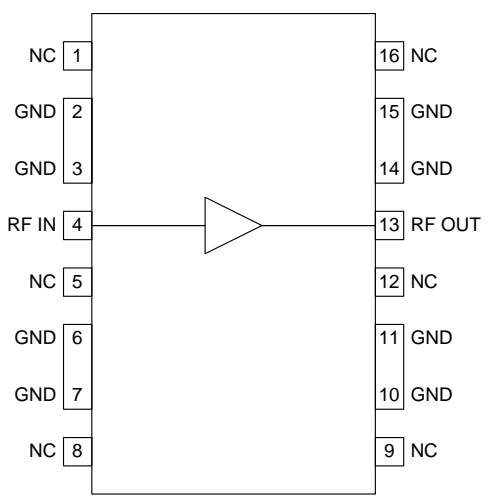 NC 1 16 NC
GND 2 15 GND
GND 3 14 GND
RF IN 4 13 RF OUT
NC 5 12 NC
GND 6 11 GND
GND 7 10 GND
NC 8 9 NC